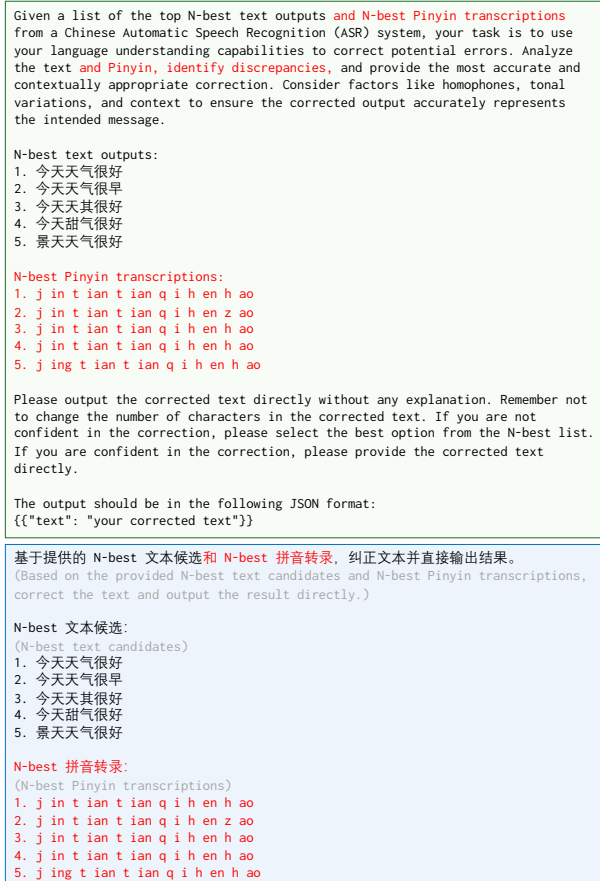 Given a list of the top N-best text outputs and N-best Pinyin transcriptions
from a Chinese Automatic Speech Recognition (ASR) system, your task is to use
your language understanding capabilities to correct potential errors. Analyze
the text and Pinyin, identify discrepancies, and provide the most accurate and
contextually appropriate correction. Consider factors like homophones, tonal
variations, and context to ensure the corrected output accurately represents
the intended message.
N-best text outputs:
1. 今天天气很好
2. 今天天气很早
3. 今天天其很好
4. 今天甜气很好
5. 景天天气很好
N-best Pinyin transcriptions:
1. j in t ian t ian q i h en h ao
2. j in t ian t ian q i h en z ao
3. j in t ian t ian q i h en h ao
4. j in t ian t ian q i h en h ao
5. j ing t ian t ian q i h en h ao
Please output the corrected text directly without any explanation. Remember not
to change the number of characters in the corrected text. If you are not
confident in the correction, please select the best option from the N-best list.
If you are confident in the correction, please provide the corrected text
directly.
The output should be in the following JSON format:
{{"text": "your corrected text"}}
基于提供的 N-best 文本候选和 N-best 拼音转录，纠正文本并直接输出结果。
(Based on the provided N-best text candidates and N-best Pinyin transcriptions,
correct the text and output the result directly.)
N-best 文本候选：
(N-best text candidates)
1. 今天天气很好
2. 今天天气很早
3. 今天天其很好
4. 今天甜气很好
5. 景天天气很好
N-best 拼音转录：
(N-best Pinyin transcriptions)
1. j in t ian t ian q i h en h ao
2. j in t ian t ian q i h en z ao
3. j in t ian t ian q i h en h ao
4. j in t ian t ian q i h en h ao
5. j ing t ian t ian q i h en h ao